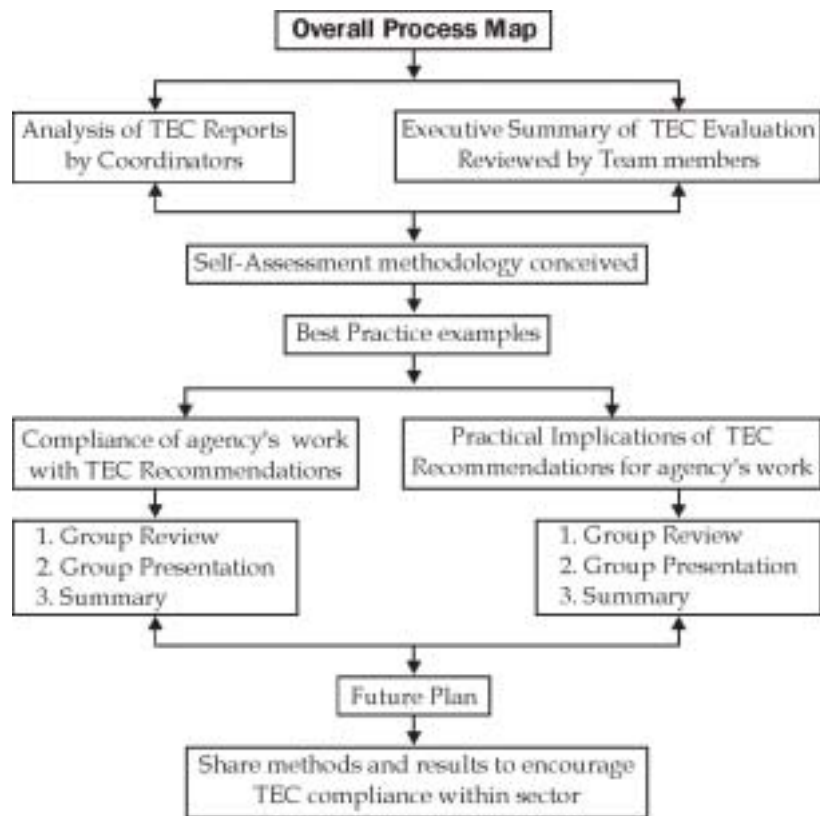 Overall Process Map
Analysis of TEC Reports
by Coordinators
Executive Summary of TEC Evaluation
Reviewed by Team members
Self-Assessment methodology conceived
Best Practice examples
Compliance of agency's work
with TEC Recommendations
Practical Implications of TEC
Recommendations for agency's work
1. Group Review
2. Group Presentation
3. Summary
1. Group Review
2. Group Presentation
3. Summary
Future Plan
Share methods and results to encourage
TEC compliance within sector